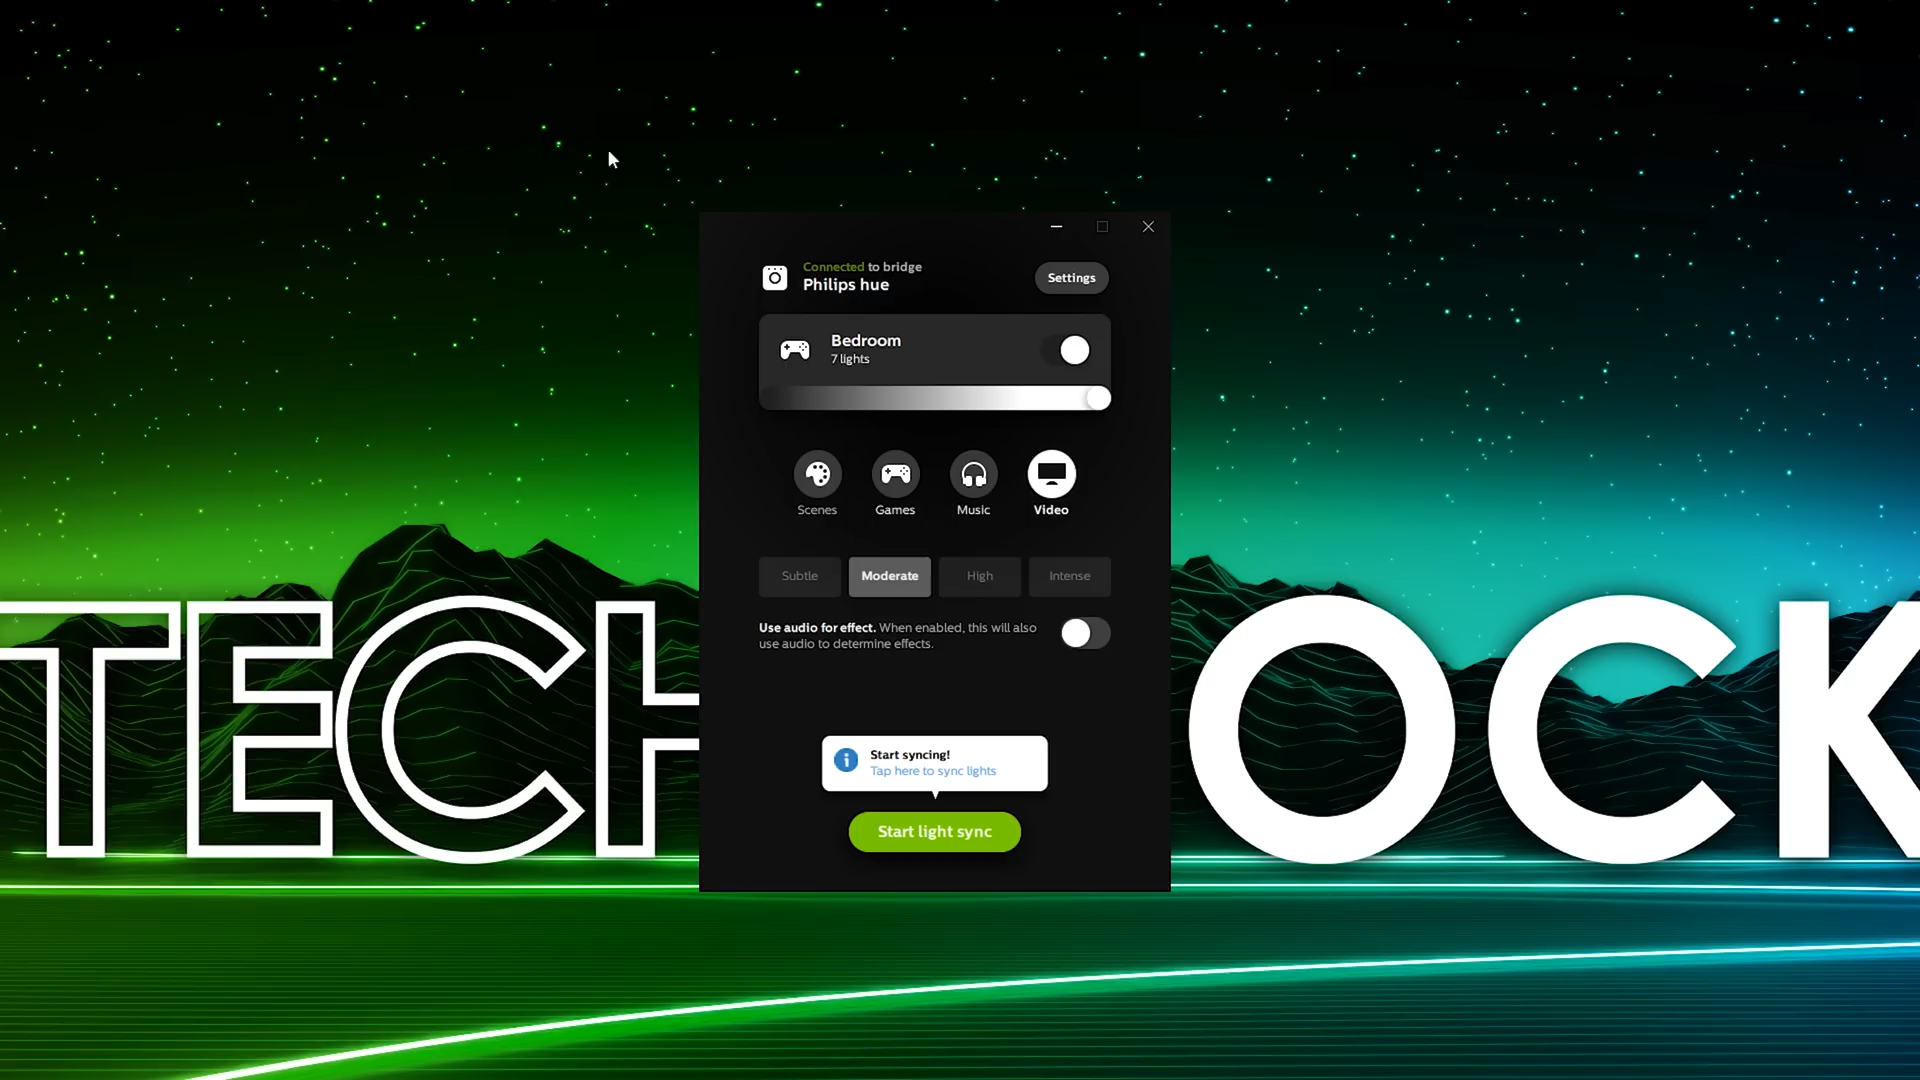 Connected to bridge
Philips hue
Settings
Bedroom
7 lights
Scenes Games Music Video
Subtle Moderate High Intense
Use audio for effect. When enabled, this will also
use audio to determine effects.
TECH OCK
Start syncing!
Tap here to sync lights
Start light sync